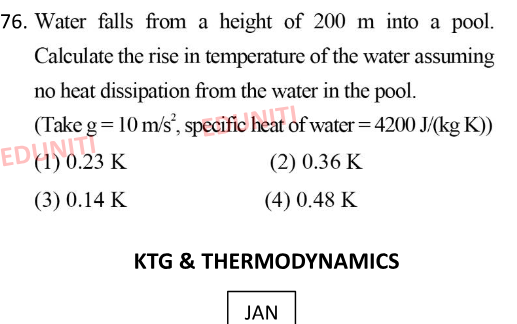 76. Water falls from a height of 200 m into a pool.
Calculate the rise in temperature of the water assuming
no heat dissipation from the water in the pool.
(Take g = 10 m/s², specific heat of water = 4200 J/(kg K))
EDUNITI
EDUNITI
(1) 0.23 K (2) 0.36 K
(3) 0.14 K (4) 0.48 K
KTG & THERMODYNAMICS
JAN